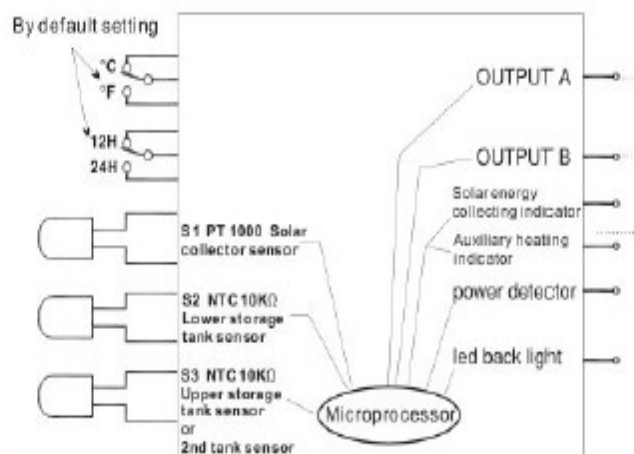 By default setting
°C
°F
12H
24H
S1 PT 1000 Solar
collector sensor
S2 NTC 10KΩ
Lower storage
tank sensor
S3 NTC 10KΩ
Upper storage
tank sensor
or
2nd tank sensor
Microprocessor
OUTPUT A
OUTPUT B
Solar energy
collecting indicator
Auxiliary heating
indicator
power detector
led back light